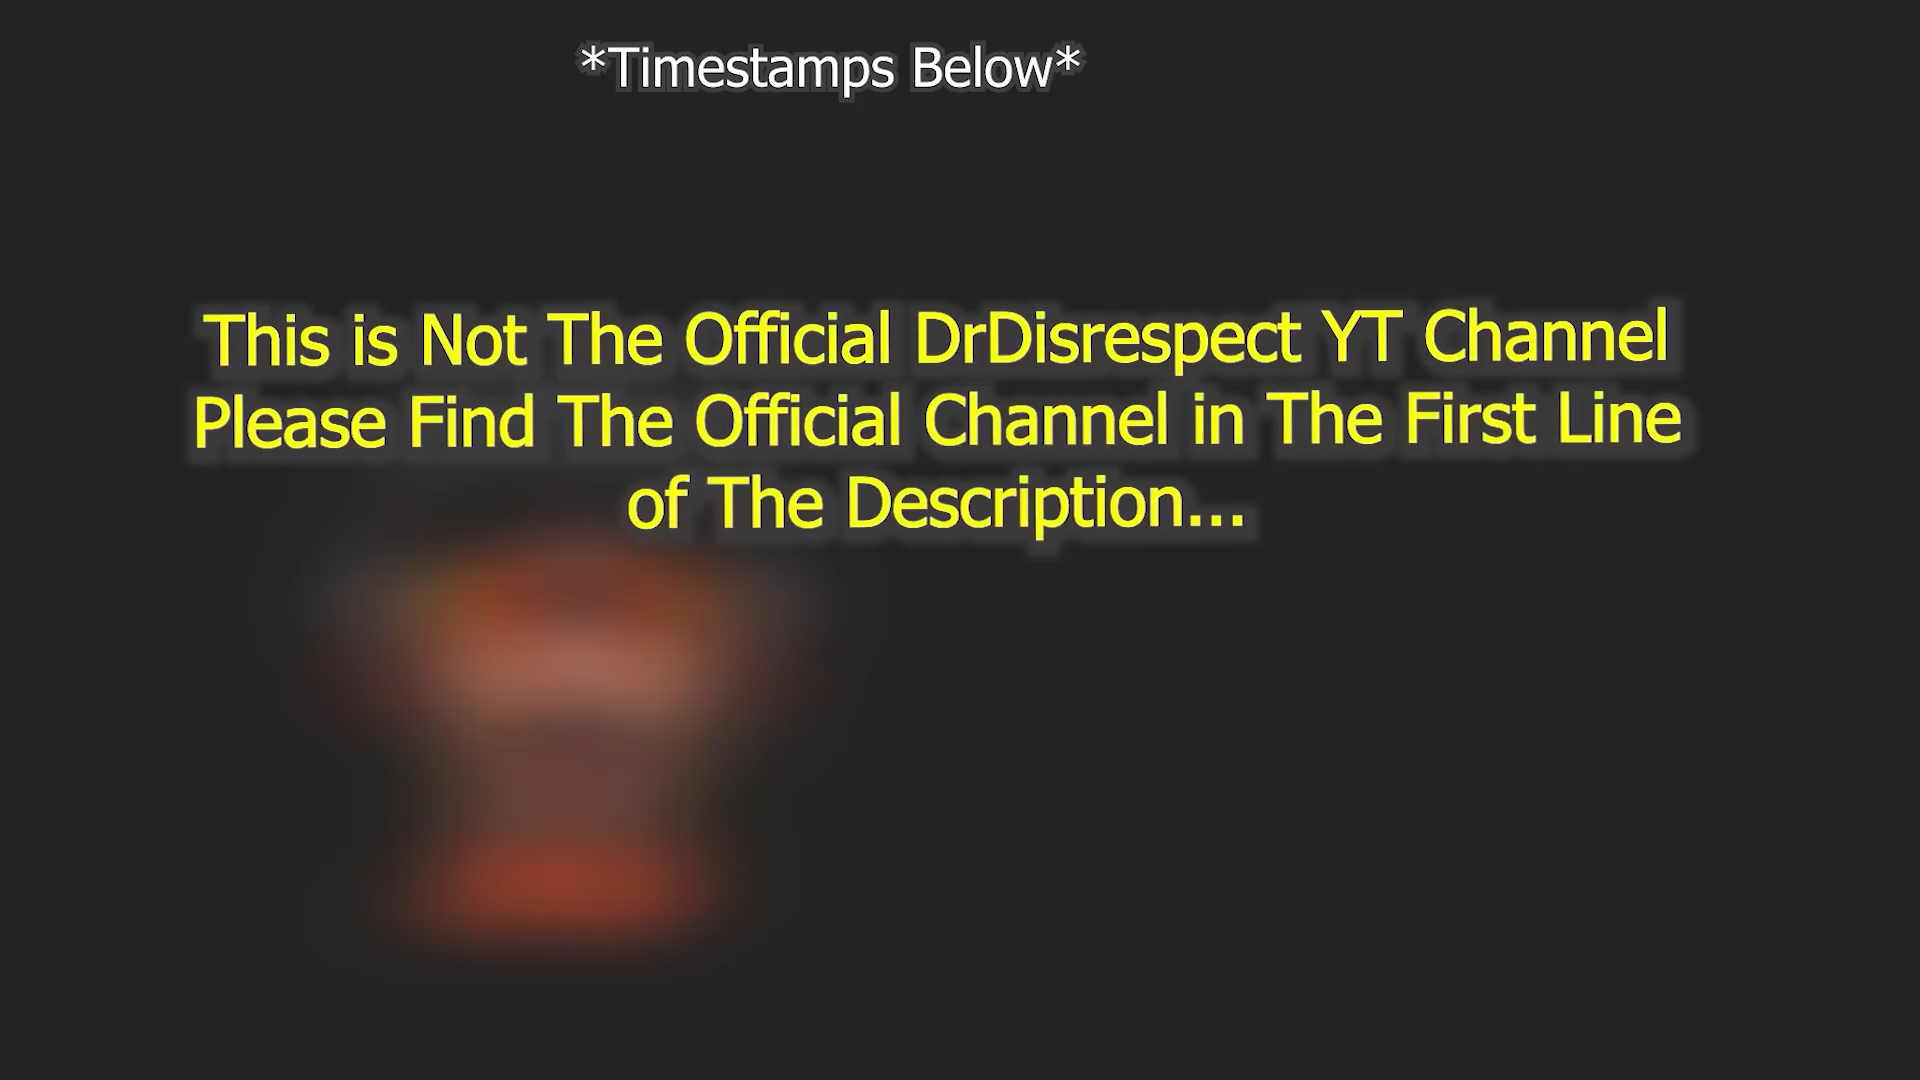 *Timestamps Below*
This is Not The Official DrDisrespect YT Channel
Please Find The Official Channel in The First Line
of The Description...